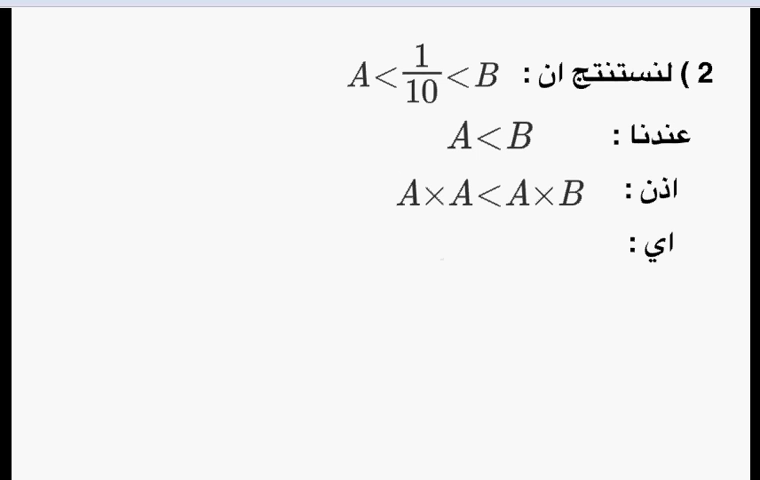 2 ) لنستنتج ان : A < 1/10 < B
عندنا : A < B
اذن : A × A < A × B
اي :